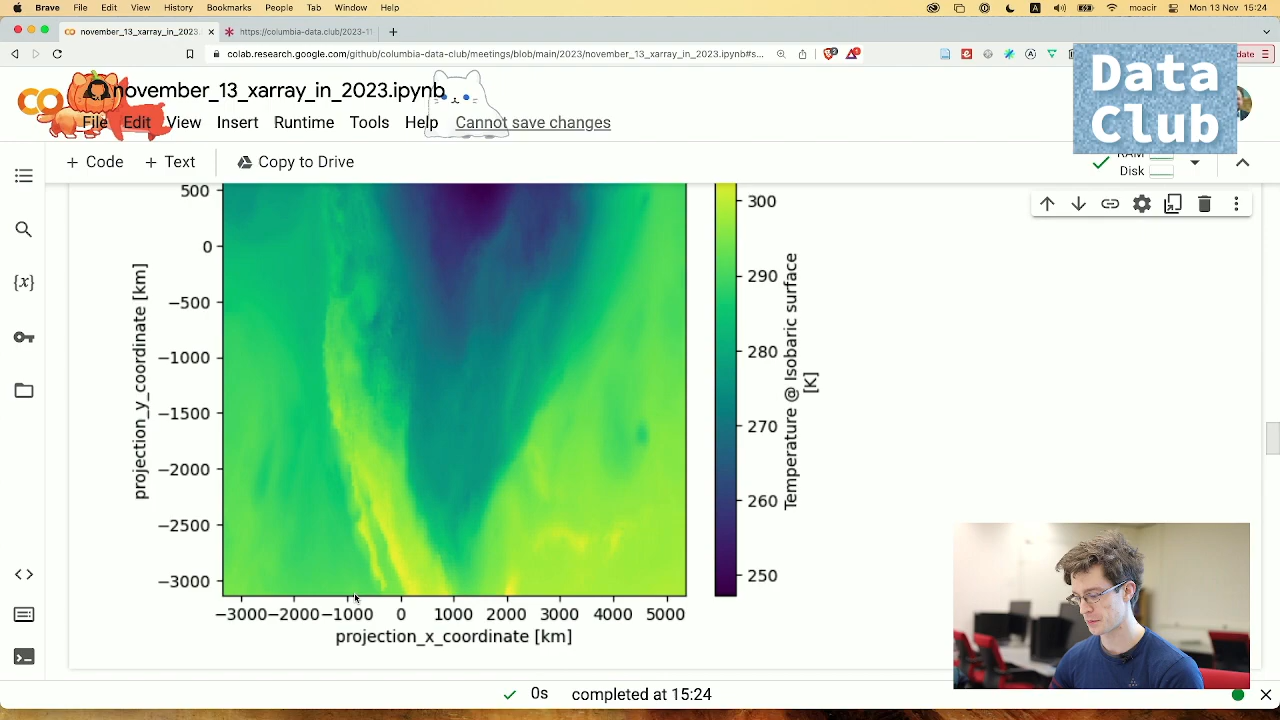 Brave File Edit View History Bookmarks People Tab Window Help
moacir Mon 13 Nov 15:24
november_13_xarray_in_2023.
https://columbia-data.club/2023-11
colab.research.google.com/github/columbia-data-club/meetings/blob/main/2023/november_13_xarray_in_2023.ipynb#s...
november_13_xarray_in_2023.ipynb
File Edit View Insert Runtime Tools Help Cannot save changes
Data
Club
+ Code + Text Copy to Drive
RAM
Disk
500
0
−500
−1000
−1500
−2000
−2500
−3000
projection_y_coordinate [km]
−3000 −2000 −1000 0 1000 2000 3000 4000 5000
projection_x_coordinate [km]
300
290
280
270
260
250
Temperature @ Isobaric surface
[K]
0s completed at 15:24